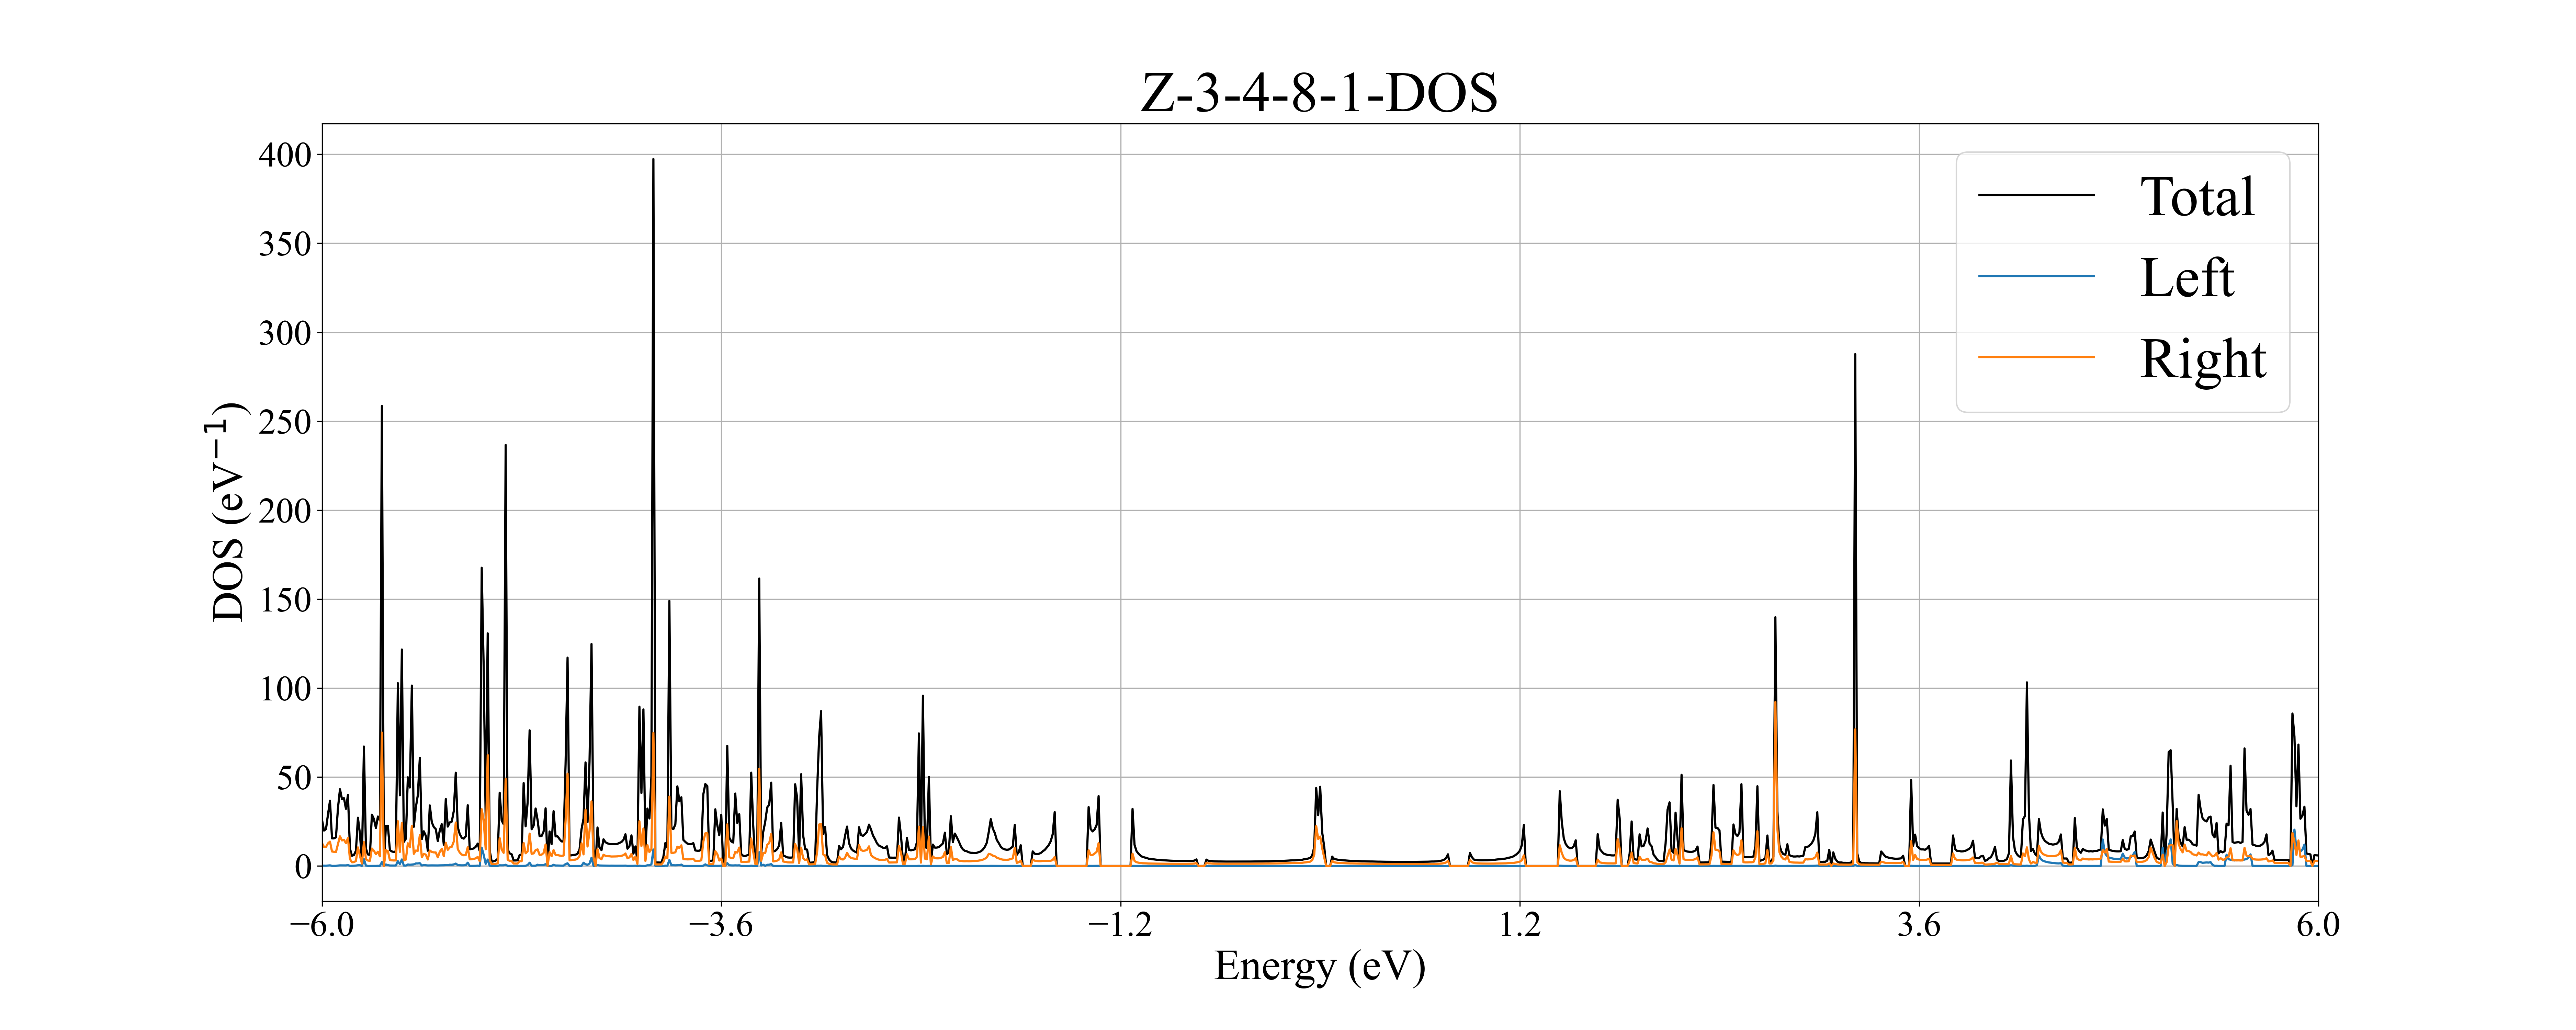 Z-3-4-8-1-DOS
400
350
300
250
200
150
100
50
0
DOS (eV⁻¹)
Total
Left
Right
−6.0 −3.6 −1.2 1.2 3.6 6.0
Energy (eV)